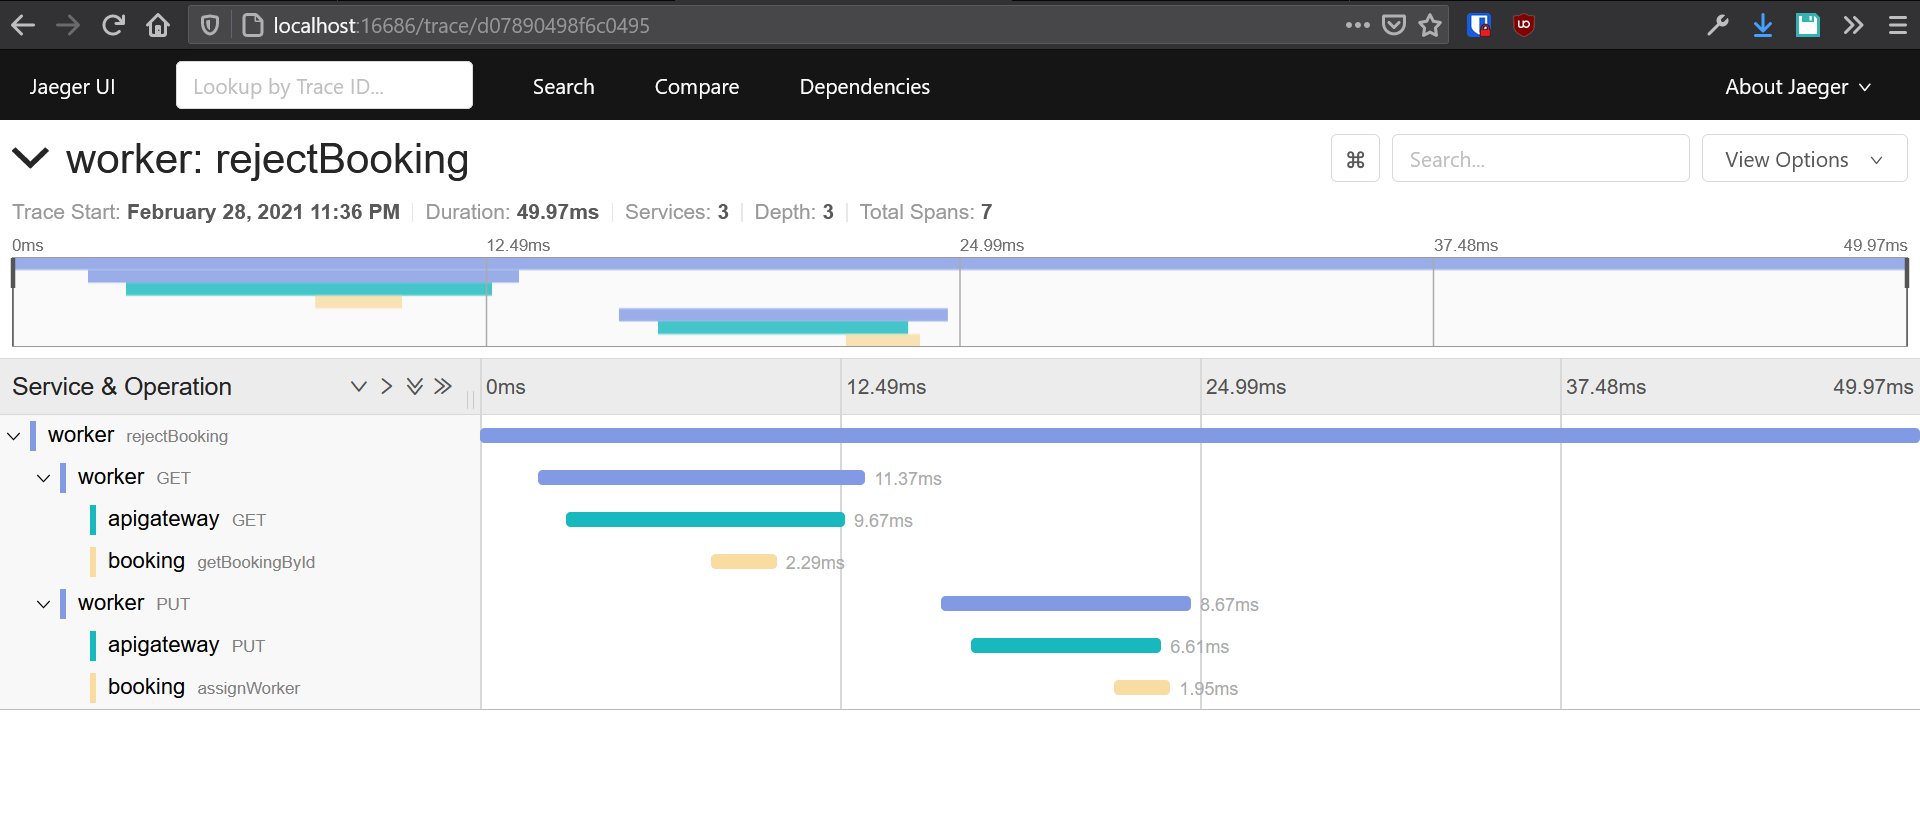 localhost:16686/trace/d07890498f6c0495
Jaeger UI Lookup by Trace ID... Search Compare Dependencies About Jaeger
worker: rejectBooking ⌘ Search... View Options
Trace Start: February 28, 2021 11:36 PM Duration: 49.97ms Services: 3 Depth: 3 Total Spans: 7
0ms 12.49ms 24.99ms 37.48ms 49.97ms
Service & Operation 0ms 12.49ms 24.99ms 37.48ms 49.97ms
worker rejectBooking
worker GET 11.37ms
apigateway GET 9.67ms
booking getBookingById 2.29ms
worker PUT 8.67ms
apigateway PUT 6.61ms
booking assignWorker 1.95ms